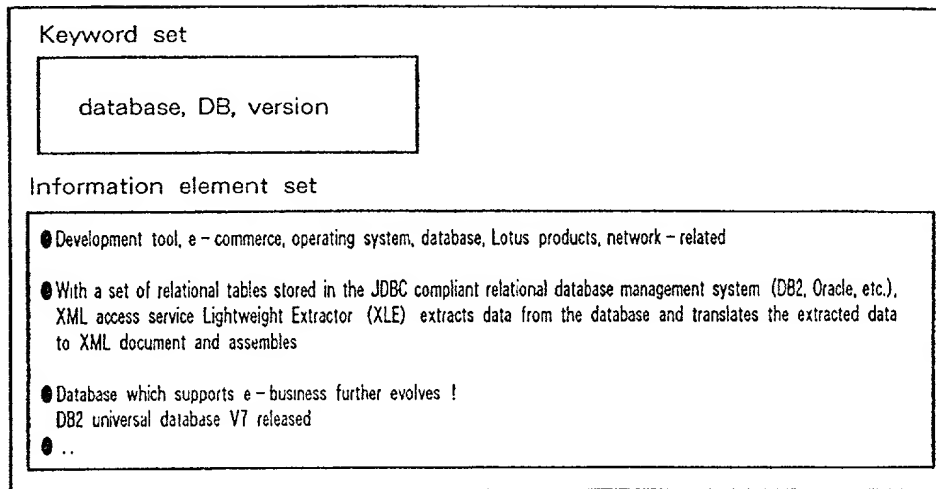 Keyword set
database, DB, version
Information element set
● Development tool, e-commerce, operating system, database, Lotus products, network-related
● With a set of relational tables stored in the JDBC compliant relational database management system (DB2, Oracle, etc.),
XML access service Lightweight Extractor (XLE) extracts data from the database and translates the extracted data
to XML document and assembles
● Database which supports e-business further evolves !
DB2 universal database V7 released
● ..